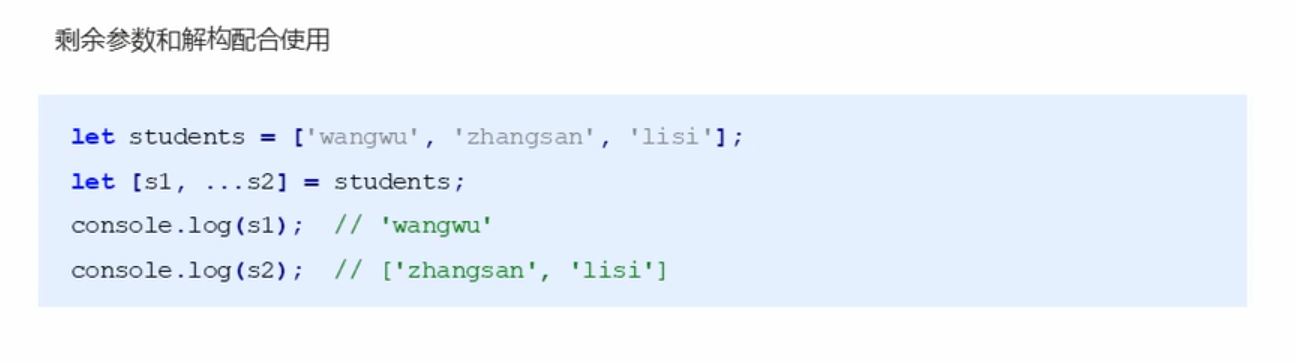 剩余参数和解构配合使用
let students = ['wangwu', 'zhangsan', 'lisi'];
let [s1, ...s2] = students;
console.log(s1);  // 'wangwu'
console.log(s2);  // ['zhangsan', 'lisi']